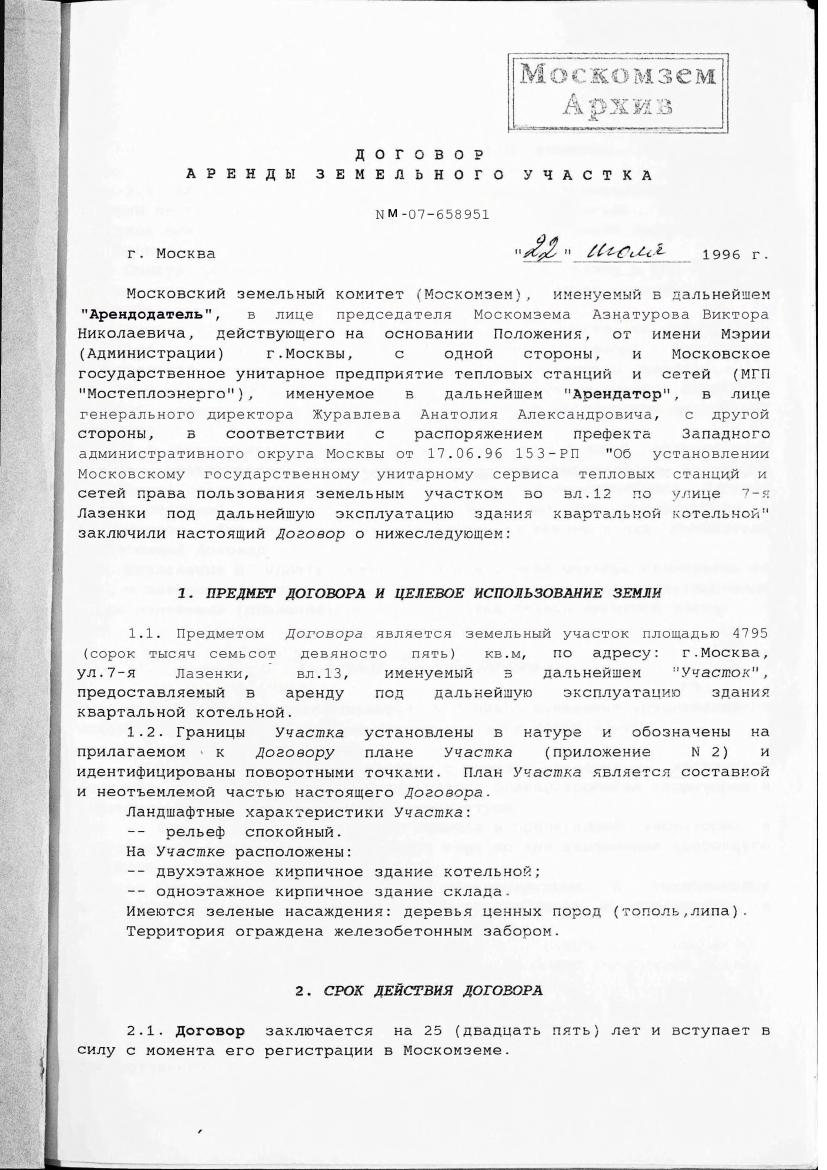 Москомзем
Архив
ДОГОВОР
АРЕНДЫ ЗЕМЕЛЬНОГО УЧАСТКА
NМ-07-658951
г. Москва "22" июля 1996 г.
Московский земельный комитет (Москомзем), именуемый в дальнейшем
"Арендодатель", в лице председателя Москомзема Азнатурова Виктора
Николаевича, действующего на основании Положения, от имени Мэрии
(Администрации) г.Москвы, с одной стороны, и Московское
государственное унитарное предприятие тепловых станций и сетей (МГП
"Мостеплоэнерго"), именуемое в дальнейшем "Арендатор", в лице
генерального директора Журавлева Анатолия Александровича, с другой
стороны, в соответствии с распоряжением префекта Западного
административного округа Москвы от 17.06.96 153-РП "Об установлении
Московскому государственному унитарному сервиса тепловых станций и
сетей права пользования земельным участком во вл.12 по улице 7-я
Лазенки под дальнейшую эксплуатацию здания квартальной котельной"
заключили настоящий Договор о нижеследующем:
1. ПРЕДМЕТ ДОГОВОРА И ЦЕЛЕВОЕ ИСПОЛЬЗОВАНИЕ ЗЕМЛИ
1.1. Предметом Договора является земельный участок площадью 4795
(сорок тысяч семьсот девяносто пять) кв.м, по адресу: г.Москва,
ул.7-я Лазенки, вл.13, именуемый в дальнейшем "Участок",
предоставляемый в аренду под дальнейшую эксплуатацию здания
квартальной котельной.
1.2. Границы Участка установлены в натуре и обозначены на
прилагаемом к Договору плане Участка (приложение N 2) и
идентифицированы поворотными точками. План Участка является составной
и неотъемлемой частью настоящего Договора.
Ландшафтные характеристики Участка:
-- рельеф спокойный.
На Участке расположены:
-- двухэтажное кирпичное здание котельной;
-- одноэтажное кирпичное здание склада.
Имеются зеленые насаждения: деревья ценных пород (тополь,липа).
Территория ограждена железобетонным забором.
2. СРОК ДЕЙСТВИЯ ДОГОВОРА
2.1. Договор заключается на 25 (двадцать пять) лет и вступает в
силу с момента его регистрации в Москомземе.